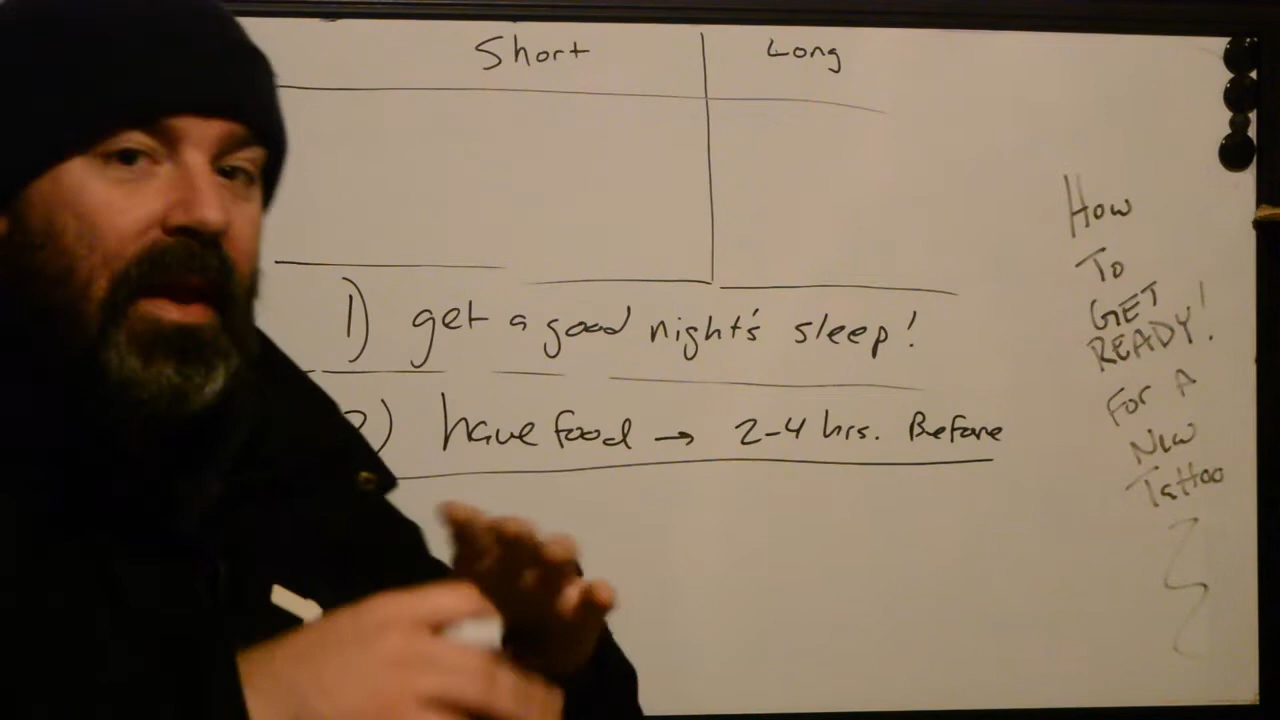 Short Long
1) get a good night's sleep!
2) have food → 2-4 hrs. Before
How
To
GET
READY!
For A
New
Tattoo